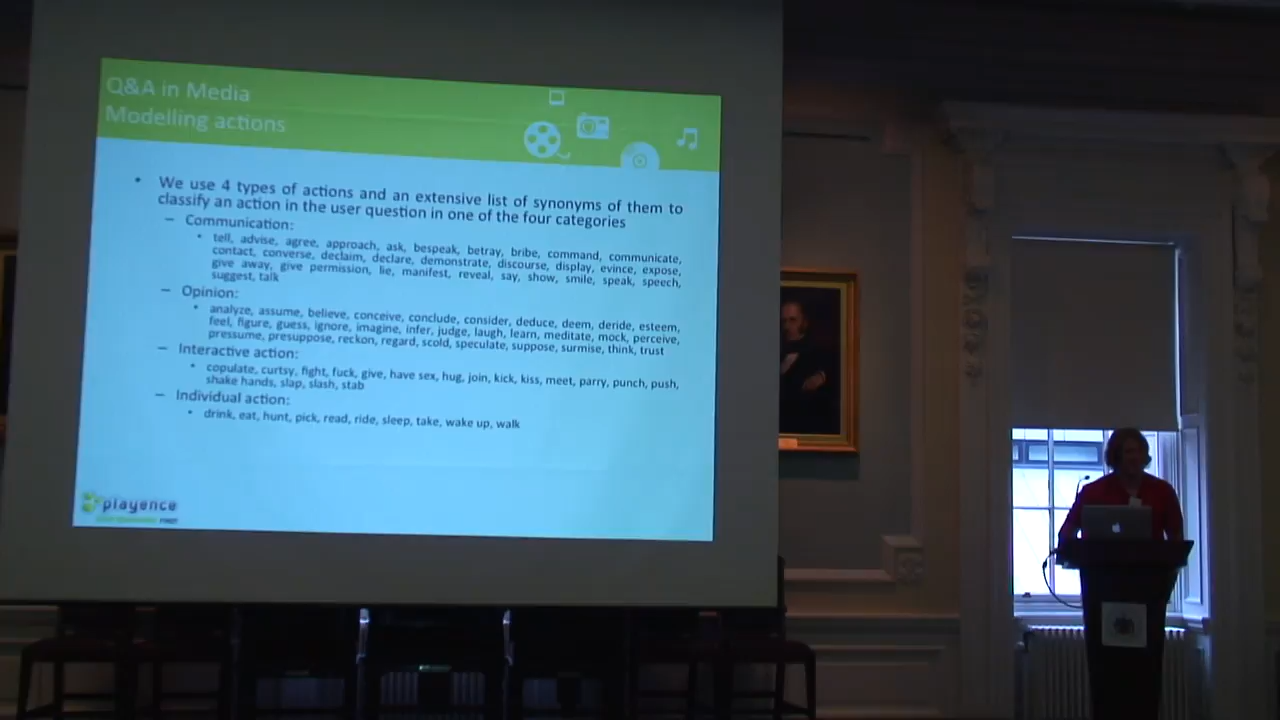 Q&A in Media
Modelling actions
• We use 4 types of actions and an extensive list of synonyms of them to
classify an action in the user question in one of the four categories
– Communication:
• tell, advise, agree, approach, ask, bespeak, betray, bribe, command, communicate,
contact, converse, declaim, declare, demonstrate, discourse, display, evince, expose,
give away, give permission, lie, manifest, reveal, say, show, smile, speak, speech,
suggest, talk
– Opinion:
• analyze, assume, believe, conceive, conclude, consider, deduce, deem, deride, esteem,
feel, figure, guess, ignore, imagine, infer, judge, laugh, learn, meditate, mock, perceive,
pressume, presuppose, reckon, regard, scold, speculate, suppose, surmise, think, trust
– Interactive action:
• copulate, curtsy, fight, fuck, give, have sex, hug, join, kick, kiss, meet, parry, punch, push,
shake hands, slap, slash, stab
– Individual action:
• drink, eat, hunt, pick, read, ride, sleep, take, wake up, walk
playence